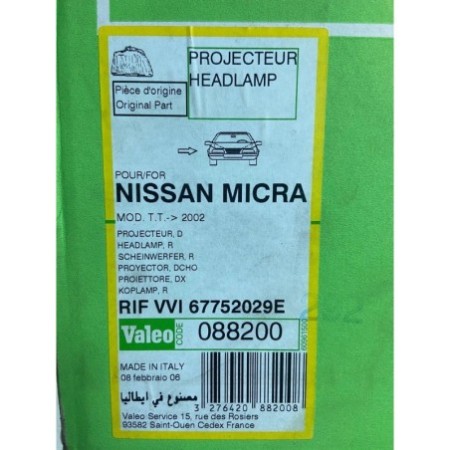 PROJECTEUR
HEADLAMP
Pièce d'origine
Original Part
POUR/FOR
NISSAN MICRA
MOD. T.T.-> 2002
PROJECTEUR, D
HEADLAMP, R
SCHEINWERFER, R
PROYECTOR, DCHO
PROIETTORE, DX
KOPLAMP, R
RIF VVI 67752029E
Valeo CODE 088200
MADE IN ITALY
08 febbraio 06
مصنوع في ايطاليا
3 276420 882008
Valeo Service 15, rue des Rosiers
93582 Saint-Ouen Cedex France